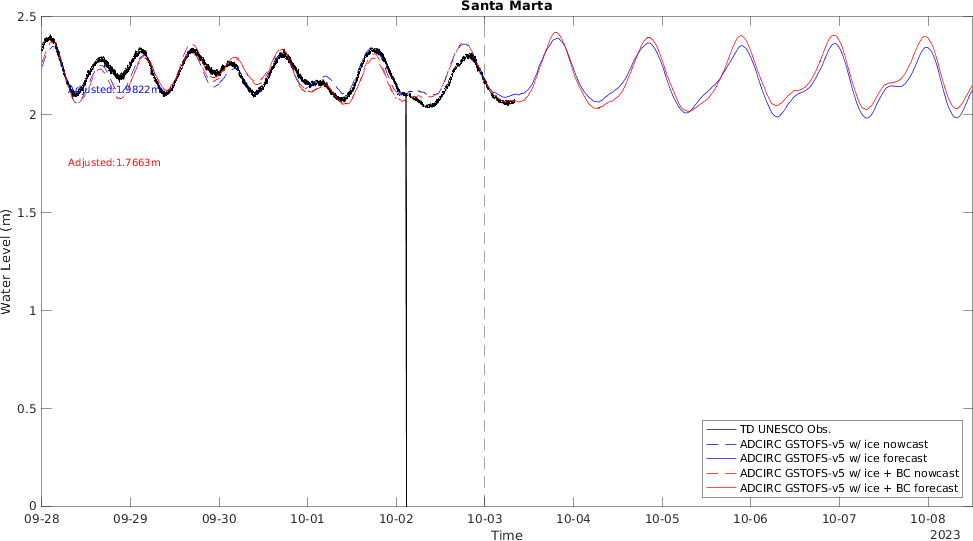 Santa Marta
2.5
2
1.5
1
0.5
0
Water Level (m)
Adjusted:1.9822m
Adjusted:1.7663m
TD UNESCO Obs.
ADCIRC GSTOFS-v5 w/ ice nowcast
ADCIRC GSTOFS-v5 w/ ice forecast
ADCIRC GSTOFS-v5 w/ ice + BC nowcast
ADCIRC GSTOFS-v5 w/ ice + BC forecast
09-28 09-29 09-30 10-01 10-02 10-03 10-04 10-05 10-06 10-07 10-08
Time
2023